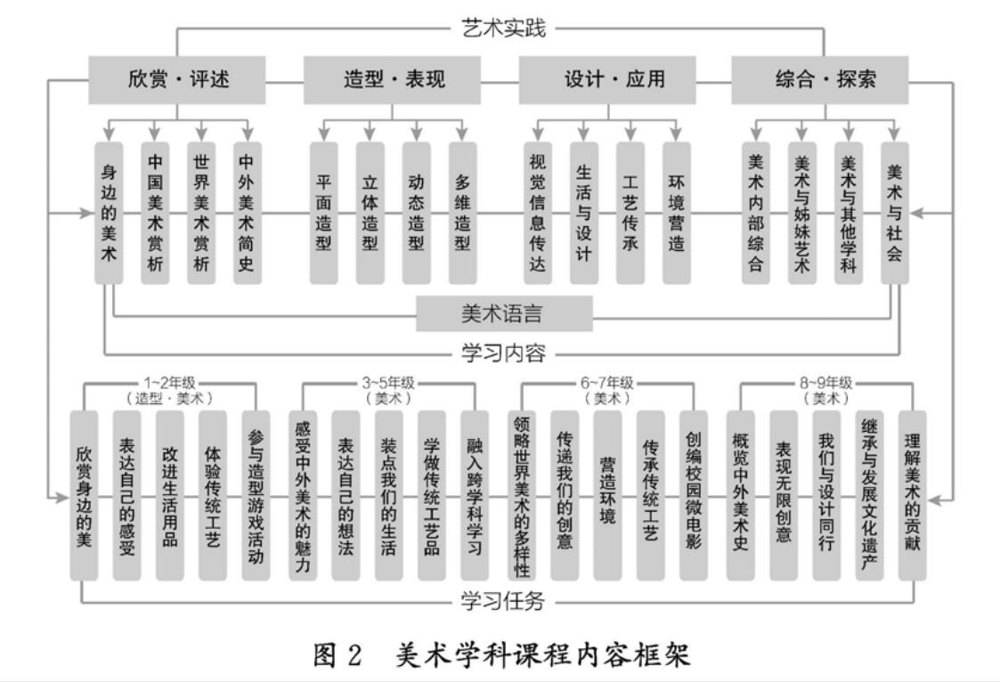 艺术实践
欣赏·评述
造型·表现
设计·应用
综合·探索
身边的美术
中国美术赏析
世界美术赏析
中外美术简史
平面造型
立体造型
动态造型
多维造型
视觉信息传达
生活与设计
工艺传承
环境营造
美术内部综合
美术与姊妹艺术
美术与其他学科
美术与社会
美术语言
学习内容
1~2年级
（造型·美术）
3~5年级
（美术）
6~7年级
（美术）
8~9年级
（美术）
欣赏身边的美
表达自己的感受
改进生活用品
体验传统工艺
参与造型游戏活动
感受中外美术的魅力
表达自己的想法
装点我们的生活
学做传统工艺品
融入跨学科学习
领略世界美术的多样性
传递我们的创意
营造环境
传承传统工艺
创编校园微电影
概览中外美术史
表现无限创意
我们与设计同行
继承与发展文化遗产
理解美术的贡献
学习任务
图2 美术学科课程内容框架